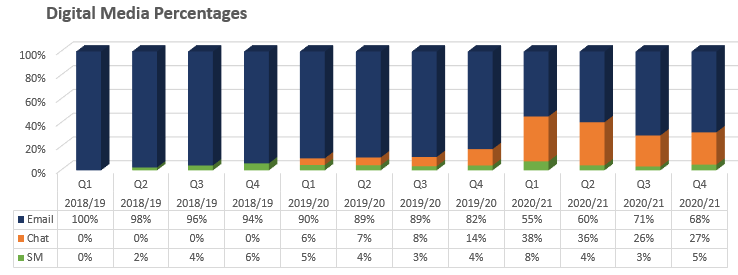 Digital Media Percentages
100%
80%
60%
40%
20%
0%
Q1 Q2 Q3 Q4 Q1 Q2 Q3 Q4 Q1 Q2 Q3 Q4
2018/19 2018/19 2018/19 2018/19 2019/20 2019/20 2019/20 2019/20 2020/21 2020/21 2020/21 2020/21
Email 100% 98% 96% 94% 90% 89% 89% 82% 55% 60% 71% 68%
Chat 0% 0% 0% 0% 6% 7% 8% 14% 38% 36% 26% 27%
SM 0% 2% 4% 6% 5% 4% 3% 4% 8% 4% 3% 5%